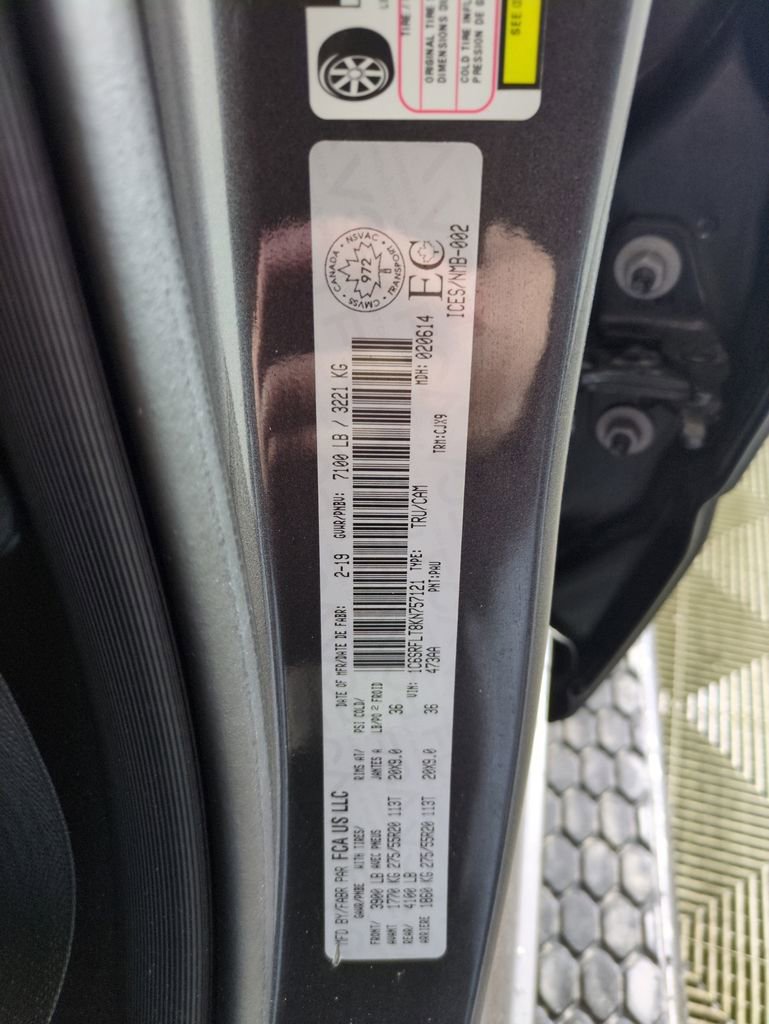 MFD BY/FABR PAR FCA US LLC
DATE OF MFR/DATE DE FABR: 2-19 GVWR/PNBV: 7100 LB / 3221 KG
GAWR/PNBE WITH TIRES/ RIMS AT/ PSI COLD/
FRONT/ 3900 LB AVEC PNEUS JANTES A LB/PO 2 FROID
AVANT 1770 KG 275/55R20 113T 20X9.0 36
REAR/ 4100 LB
ARRIERE 1860 KG 275/55R20 113T 20X9.0 36
VIN: 1C6SRFLT8KN757121 TYPE: TRU/CAM MDH: 020614
473AA PNT:PAU TRM:CJX9
CANADA NSVAC
972
CMVSS TRANSPORT
EC
ICES/NMB-002
TIRE /
ORIGINAL TIRE
DIMENSIONS
COLD TIRE INFL
PRESSION DE
SEE